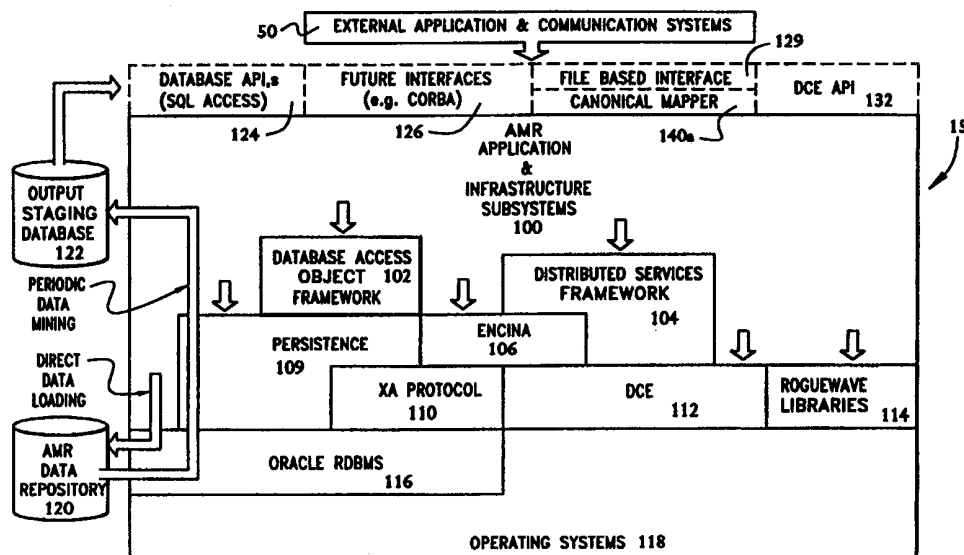 50
EXTERNAL APPLICATION & COMMUNICATION SYSTEMS
DATABASE API,s
(SQL ACCESS)
124
FUTURE INTERFACES
(e.g. CORBA)
126
FILE BASED INTERFACE
129
CANONICAL MAPPER
140a
DCE API
132
AMR
APPLICATION
&
INFRASTRUCTURE
SUBSYSTEMS
100
OUTPUT
STAGING
DATABASE
122
PERIODIC
DATA
MINING
DIRECT
DATA
LOADING
AMR
DATA
REPOSITORY
120
DATABASE ACCESS
OBJECT 102
FRAMEWORK
DISTRIBUTED SERVICES
FRAMEWORK
104
ENCINA
106
PERSISTENCE
109
XA PROTOCOL
110
DCE
112
ROGUEWAVE
LIBRARIES
114
ORACLE RDBMS
116
OPERATING SYSTEMS 118